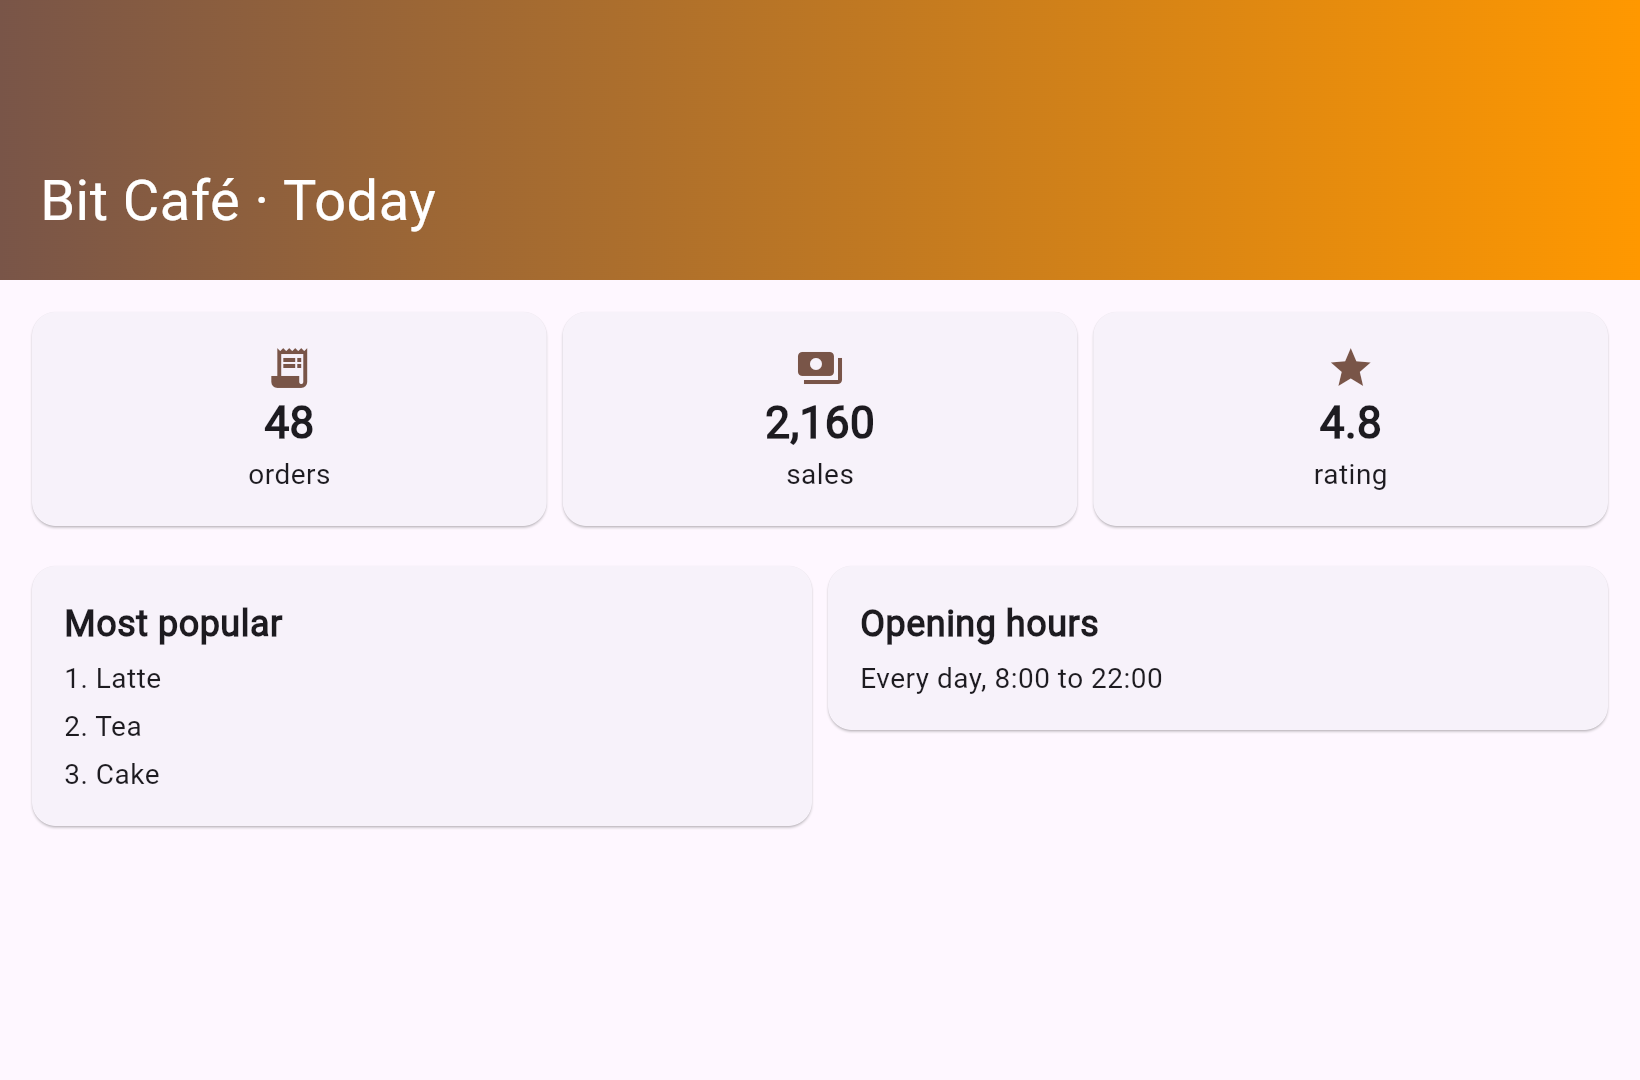 Bit Café · Today
48
orders
2,160
sales
4.8
rating
Most popular
1. Latte
2. Tea
3. Cake
Opening hours
Every day, 8:00 to 22:00